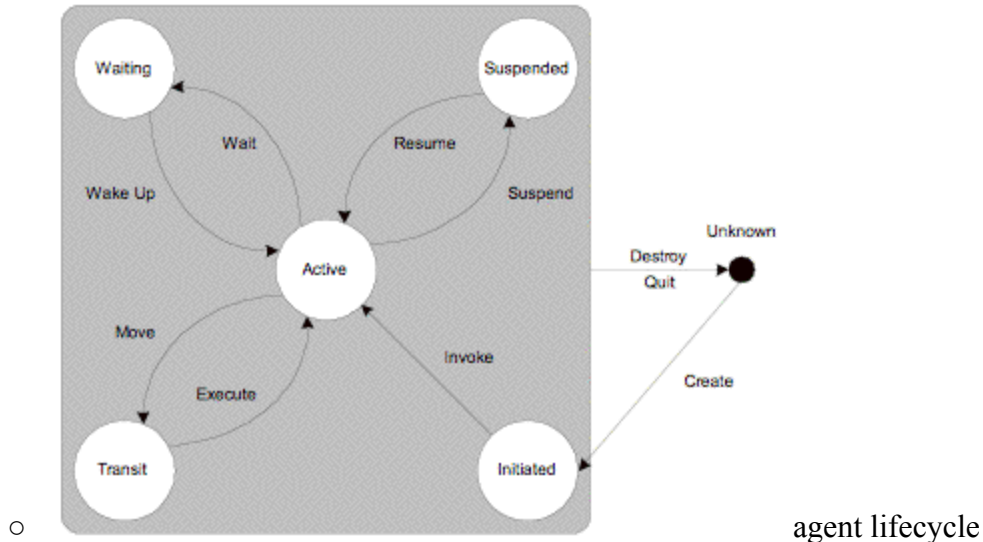 Waiting
Suspended
Wait
Resume
Wake Up
Suspend
Unknown
Destroy
Quit
Active
Move
Invoke
Execute
Create
Transit
Initiated
○ agent lifecycle